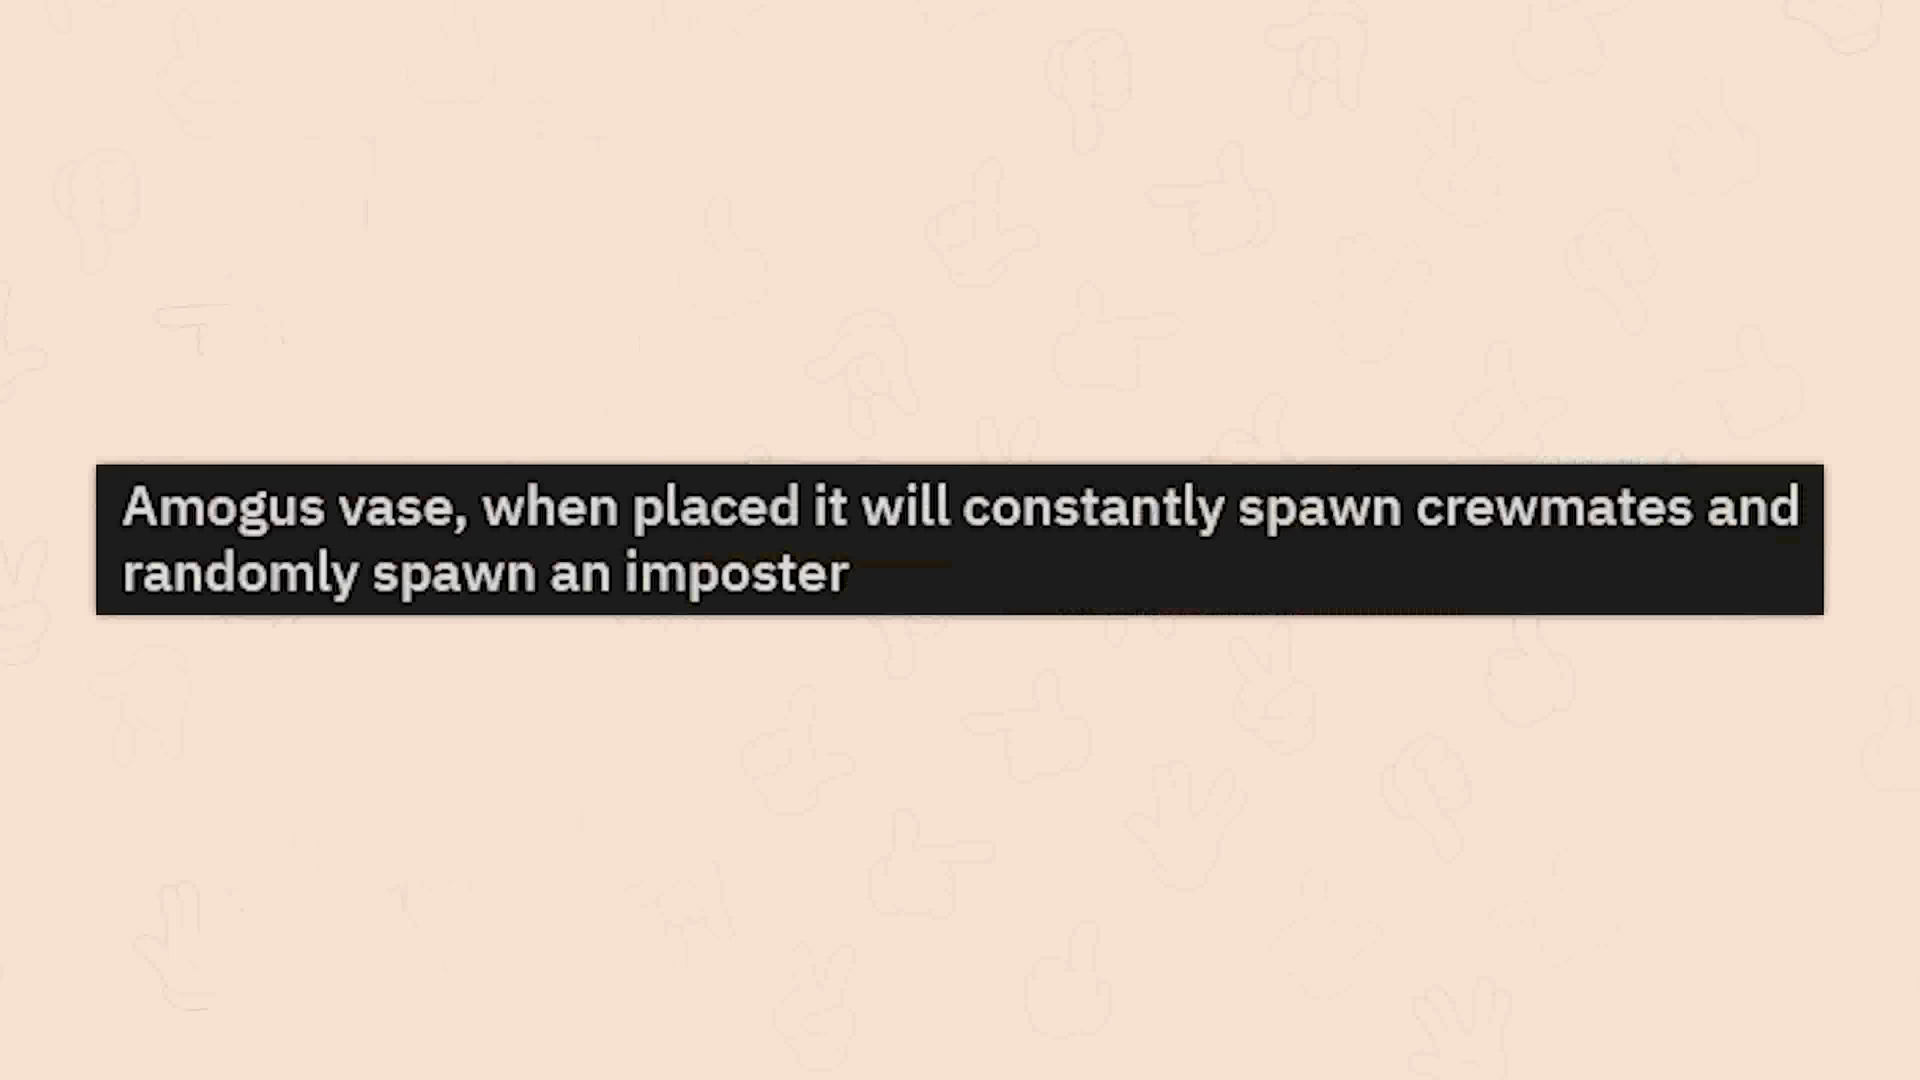 Amogus vase, when placed it will constantly spawn crewmates and
randomly spawn an imposter